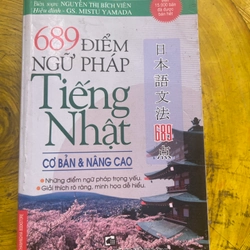 Biên soạn: NGUYỄN THỊ BÍCH VIÊN
Hiệu đính - GS. MISTU YAMADA
689 ĐIỂM
NGỮ PHÁP
Tiếng Nhật
CƠ BẢN & NÂNG CAO
•Những điểm ngữ pháp trọng yếu.
•Giải thích rõ ràng, minh họa dễ hiểu.
日本語文法689点